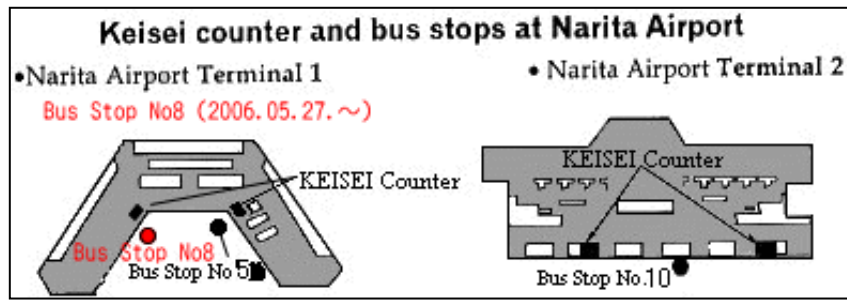 Keisei counter and bus stops at Narita Airport
•Narita Airport Terminal 1
• Narita Airport Terminal 2
Bus Stop No8 (2006.05.27.～)
KEISEI Counter
KEISEI Counter
Bus Stop No8
Bus Stop No 5
Bus Stop No.10